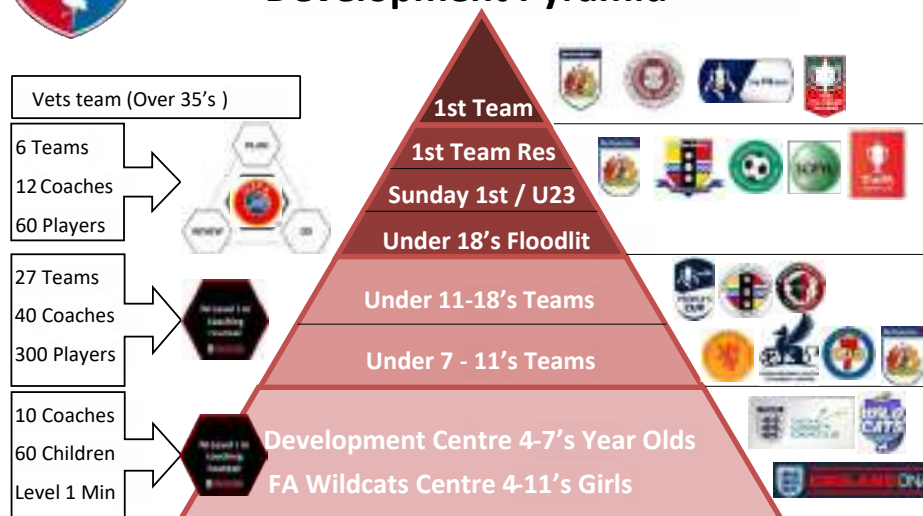 Development Pyramid
Vets team (Over 35's )
6 Teams
12 Coaches
60 Players
PLAN
REVIEW
DO
27 Teams
40 Coaches
300 Players
10 Coaches
60 Children
Level 1 Min
1st Team
1st Team Res
Sunday 1st / U23
Under 18's Floodlit
Under 11-18's Teams
Under 7 - 11's Teams
Development Centre 4-7's Year Olds
FA Wildcats Centre 4-11's Girls
CUP
WILD
CATS